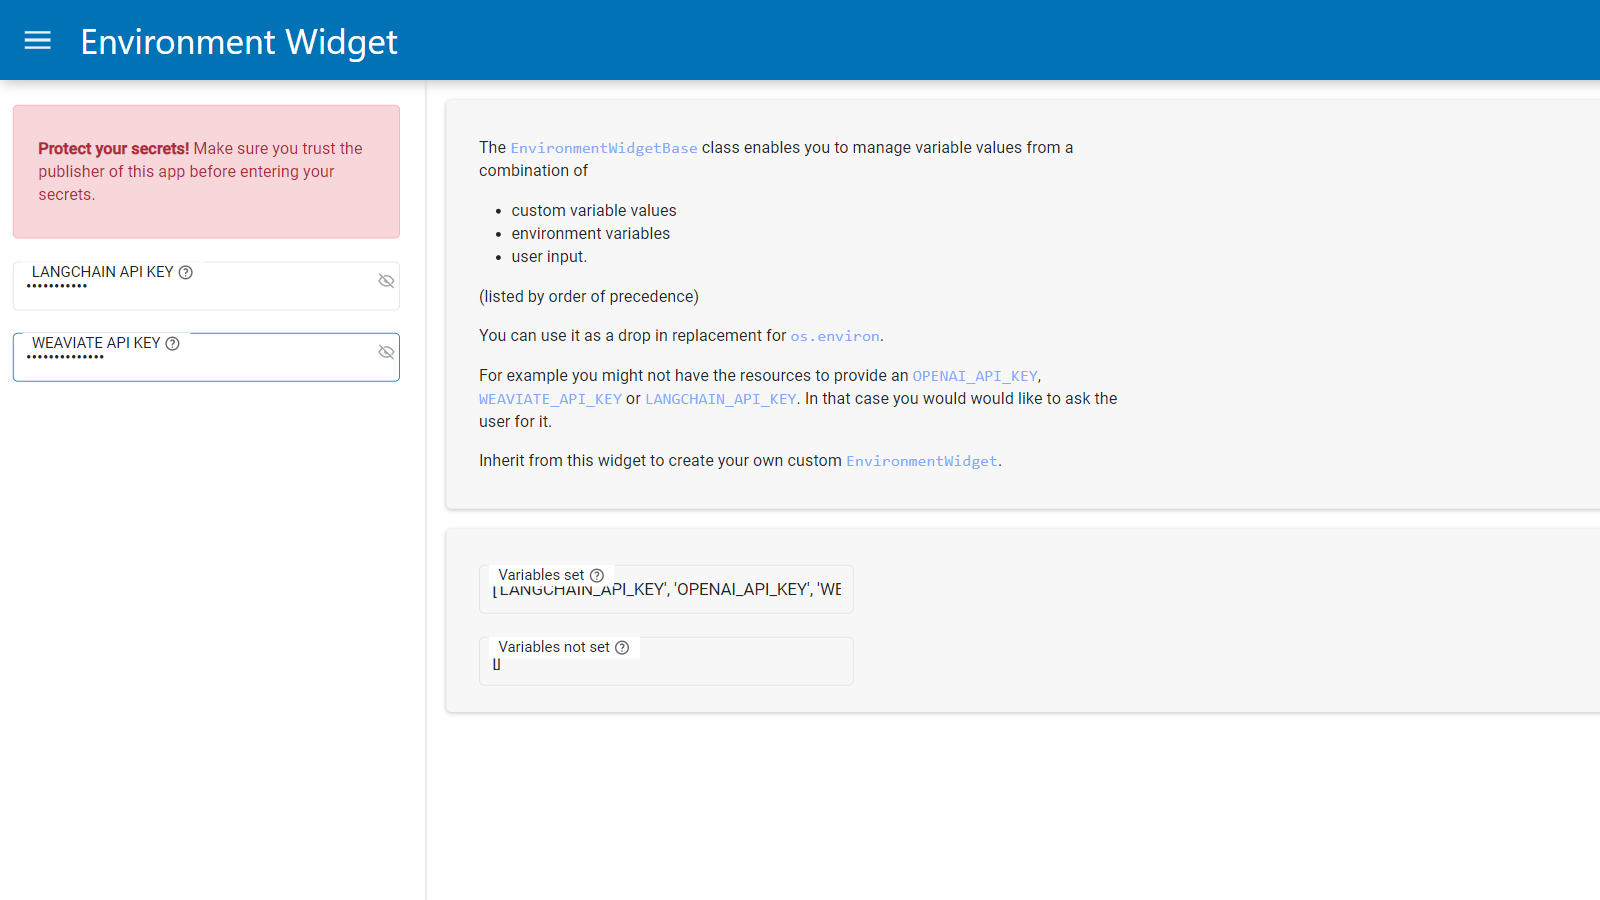 Environment Widget
Protect your secrets! Make sure you trust the
publisher of this app before entering your
secrets.
LANGCHAIN API KEY
•••••••••••
WEAVIATE API KEY
••••••••••••••
The EnvironmentWidgetBase class enables you to manage variable values from a
combination of
• custom variable values
• environment variables
• user input.
(listed by order of precedence)
You can use it as a drop in replacement for os.environ.
For example you might not have the resources to provide an OPENAI_API_KEY,
WEAVIATE_API_KEY or LANGCHAIN_API_KEY. In that case you would would like to ask the
user for it.
Inherit from this widget to create your own custom EnvironmentWidget.
Variables set
['LANGCHAIN_API_KEY', 'OPENAI_API_KEY', 'WE
Variables not set
[]